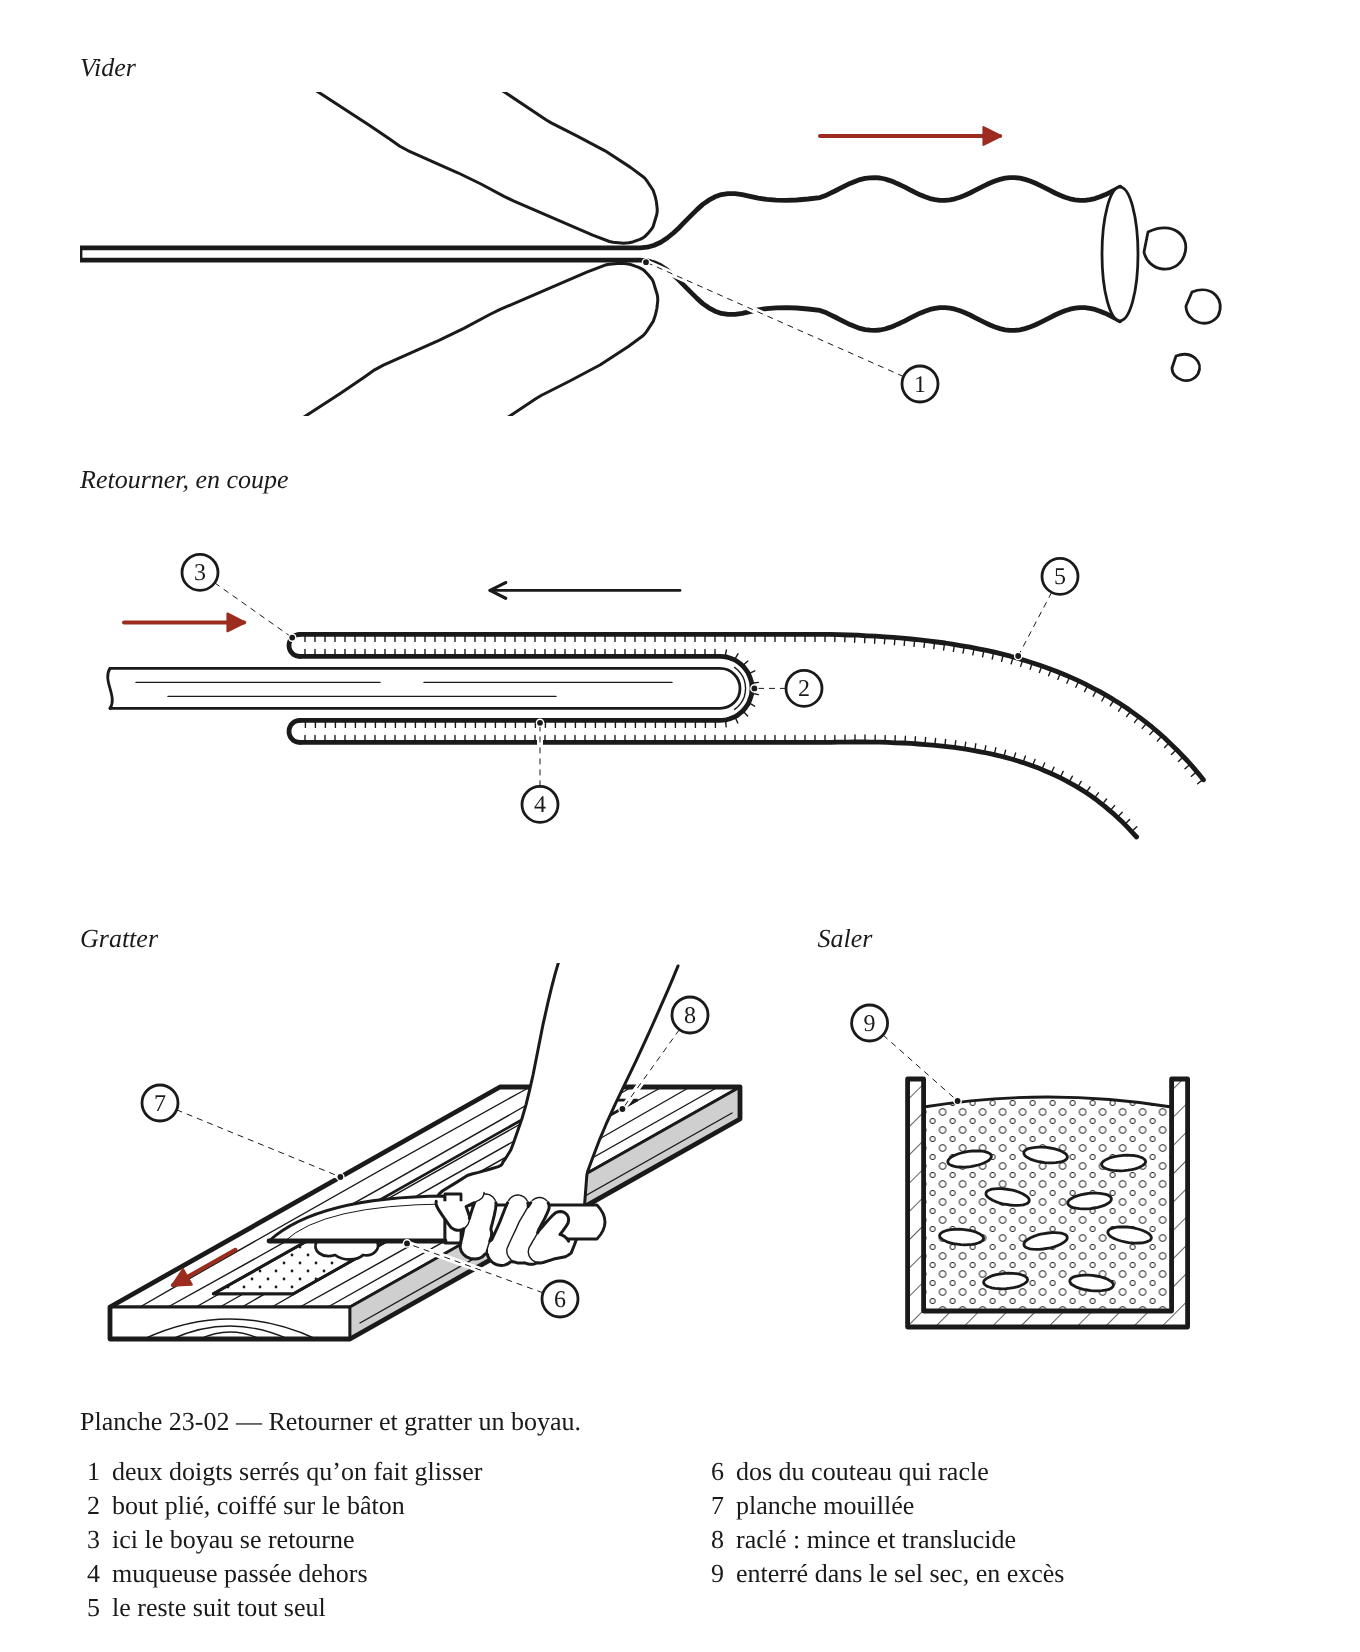 Vider
1
Retourner, en coupe
3
5
2
4
Gratter
Saler
8
9
7
6
Planche 23-02 — Retourner et gratter un boyau.
1 deux doigts serrés qu’on fait glisser
2 bout plié, coiffé sur le bâton
3 ici le boyau se retourne
4 muqueuse passée dehors
5 le reste suit tout seul
6 dos du couteau qui racle
7 planche mouillée
8 raclé : mince et translucide
9 enterré dans le sel sec, en excès